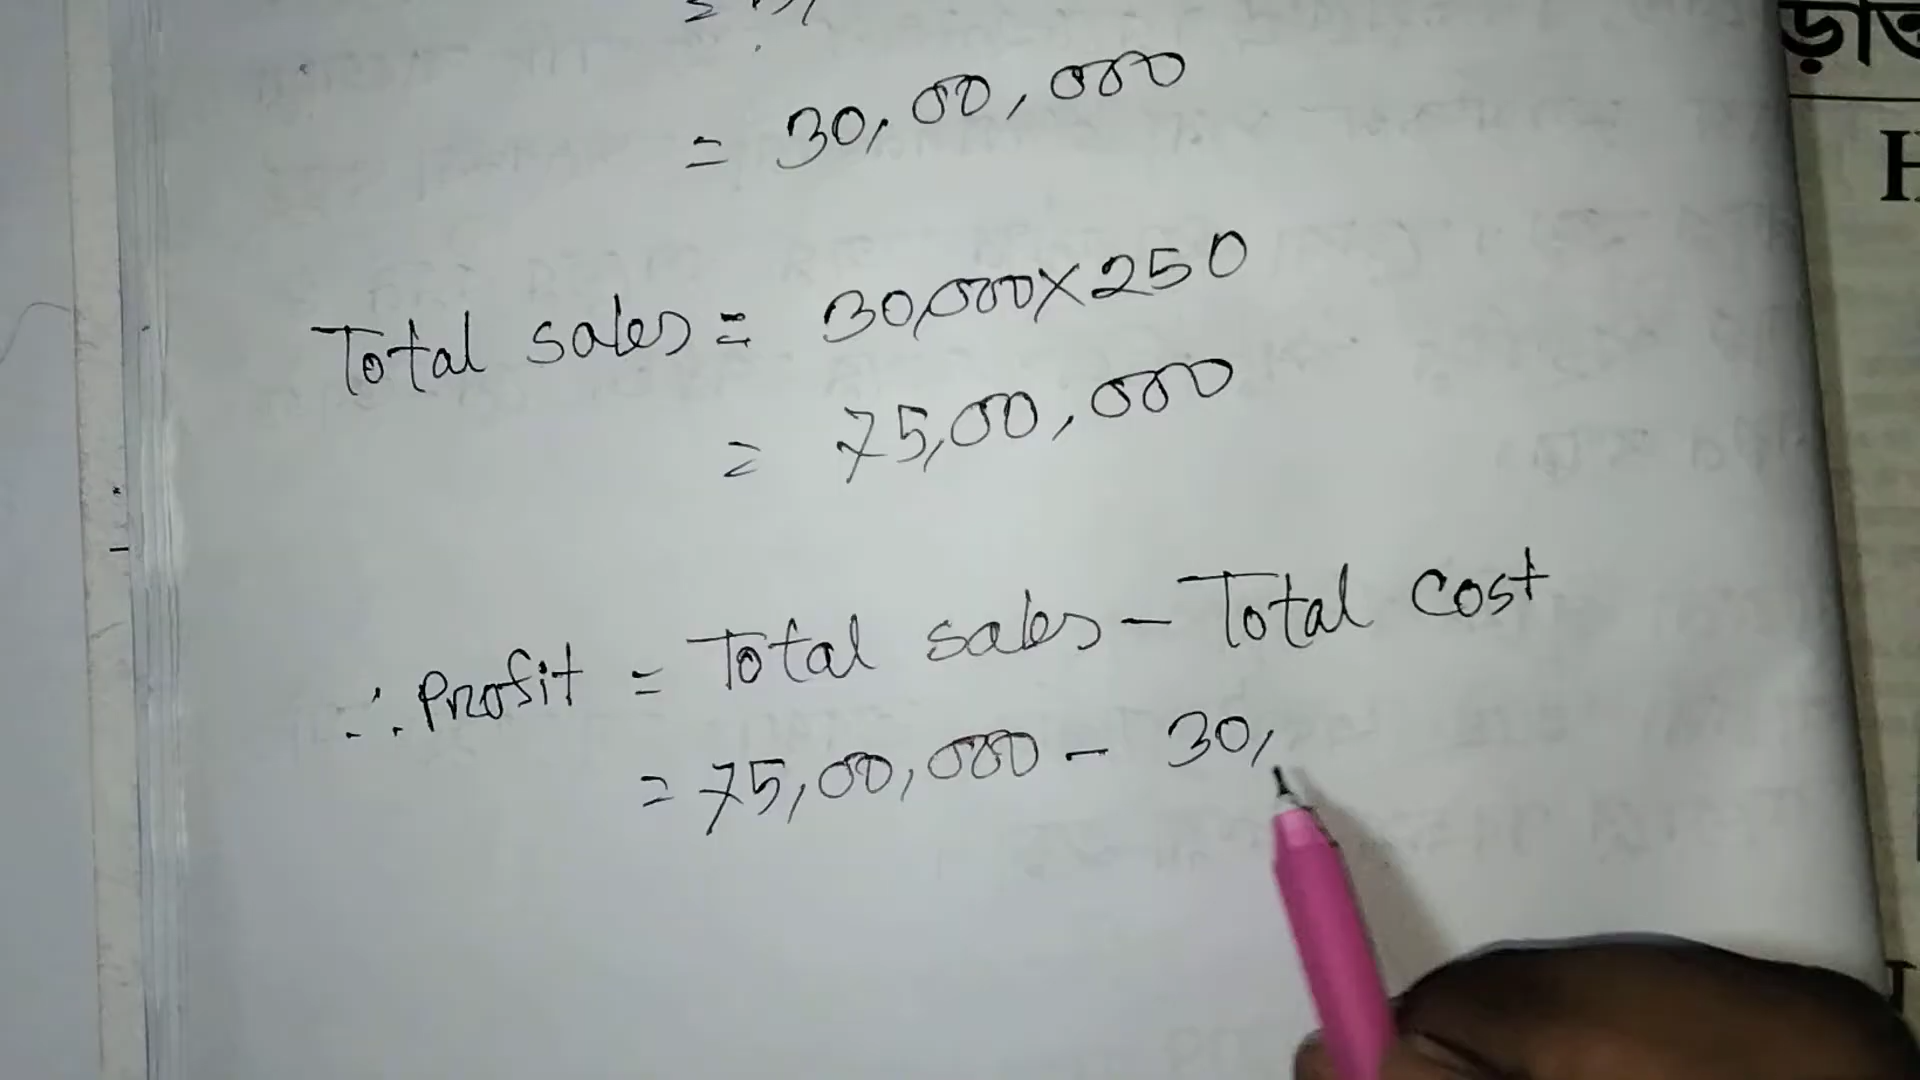 = 30,00,000
Total sales = 30,000×250
= 75,00,000
∴ Profit = Total sales – Total cost
= 75,00,000 – 30,